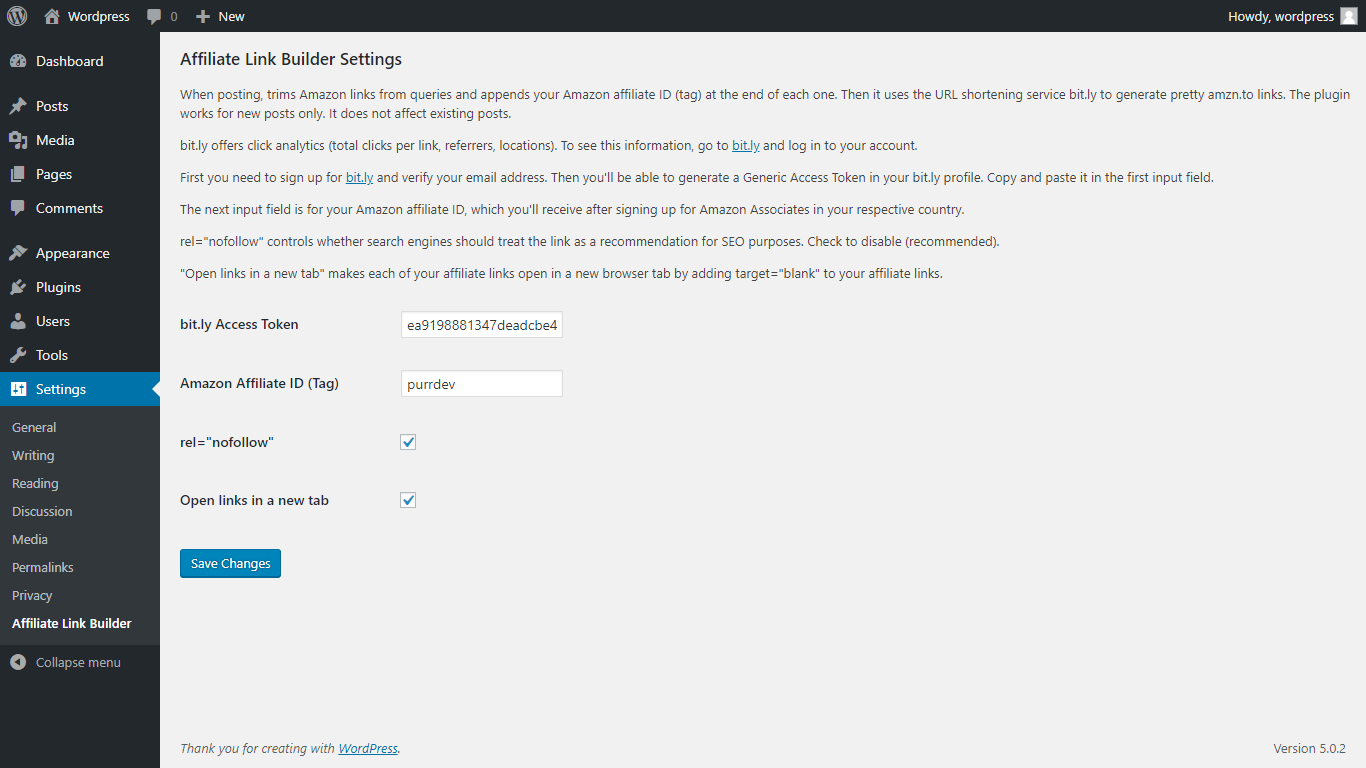 Wordpress
0
New
Howdy, wordpress
Dashboard
Posts
Media
Pages
Comments
Appearance
Plugins
Users
Tools
Settings
General
Writing
Reading
Discussion
Media
Permalinks
Privacy
Affiliate Link Builder
Collapse menu
Affiliate Link Builder Settings
When posting, trims Amazon links from queries and appends your Amazon affiliate ID (tag) at the end of each one. Then it uses the URL shortening service bit.ly to generate pretty amzn.to links. The plugin
works for new posts only. It does not affect existing posts.
bit.ly offers click analytics (total clicks per link, referrers, locations). To see this information, go to bit.ly and log in to your account.
First you need to sign up for bit.ly and verify your email address. Then you'll be able to generate a Generic Access Token in your bit.ly profile. Copy and paste it in the first input field.
The next input field is for your Amazon affiliate ID, which you'll receive after signing up for Amazon Associates in your respective country.
rel="nofollow" controls whether search engines should treat the link as a recommendation for SEO purposes. Check to disable (recommended).
"Open links in a new tab" makes each of your affiliate links open in a new browser tab by adding target="blank" to your affiliate links.
bit.ly Access Token
ea9198881347deadcbe4
Amazon Affiliate ID (Tag)
purrdev
rel="nofollow"
Open links in a new tab
Save Changes
Thank you for creating with WordPress.
Version 5.0.2